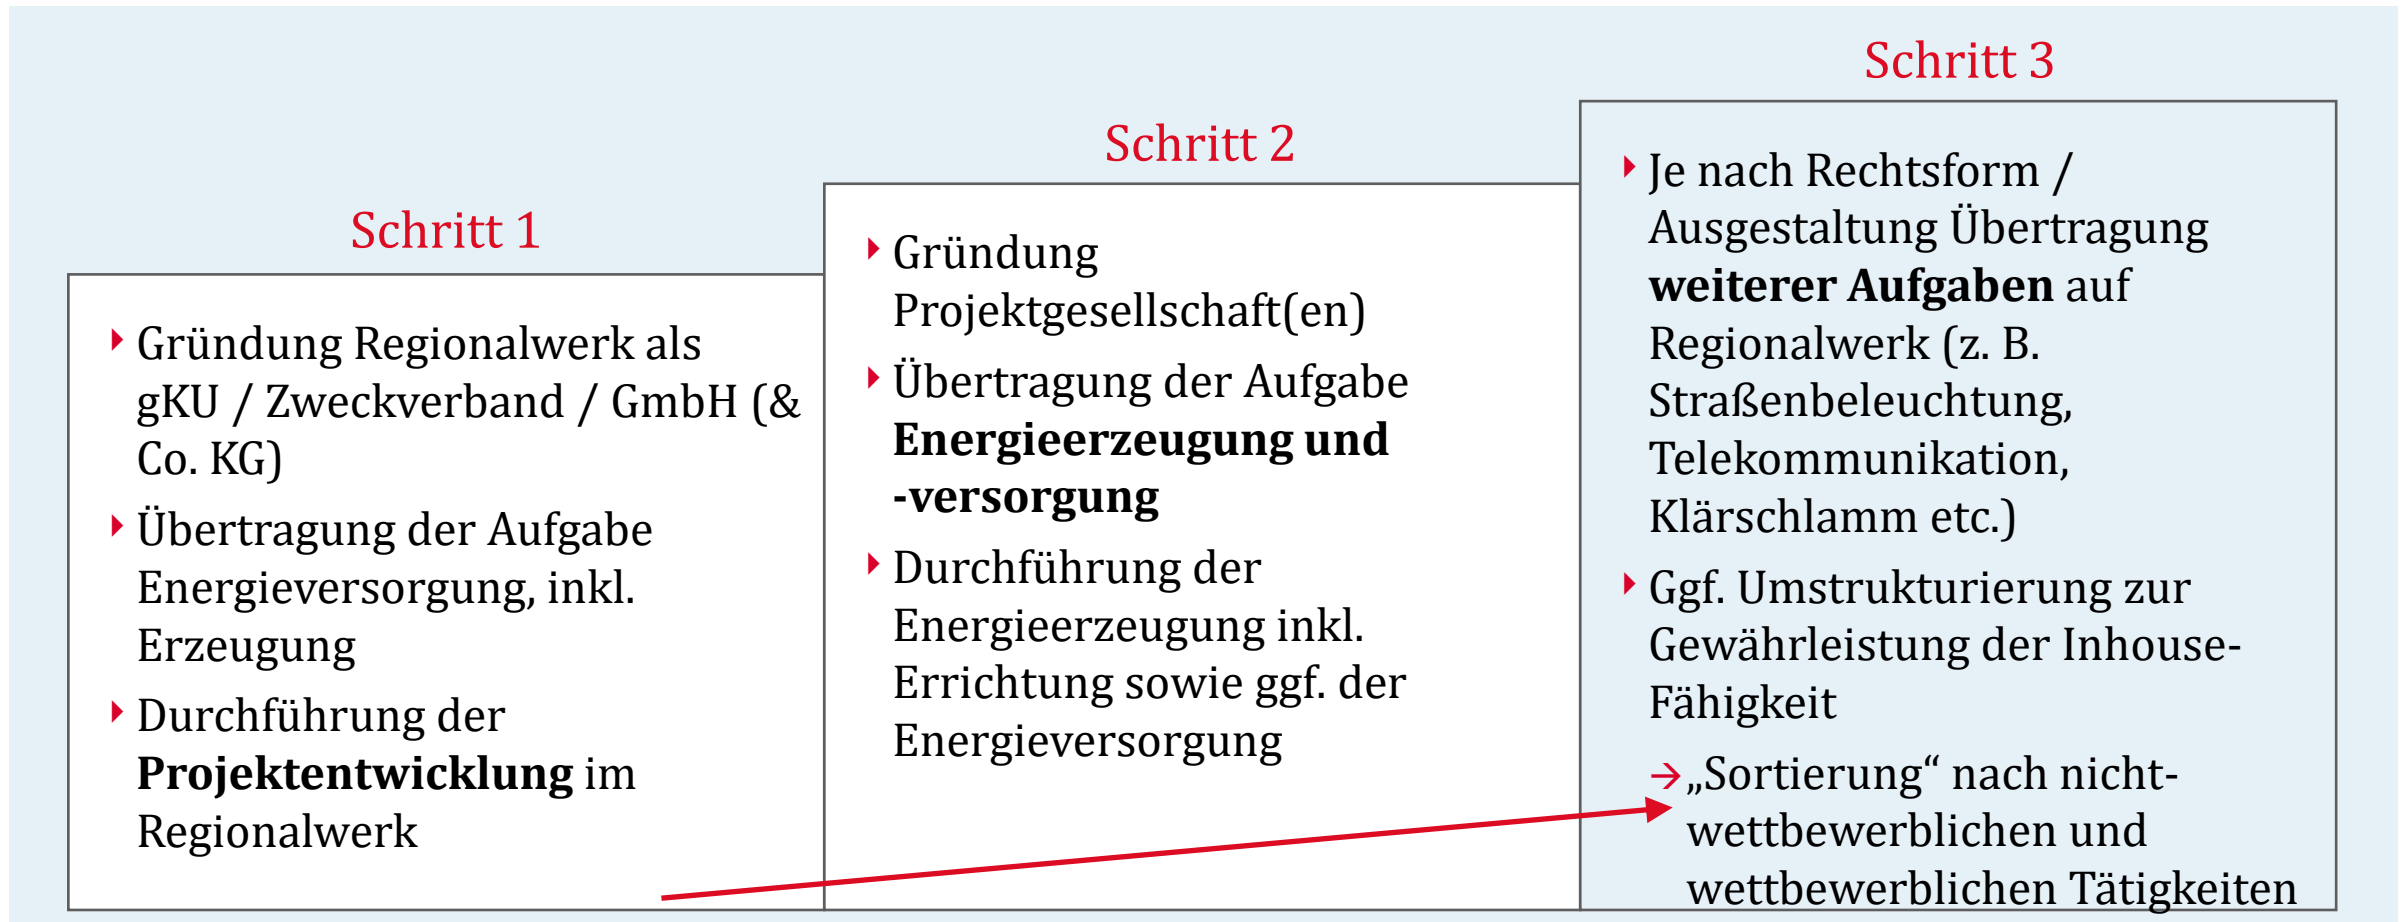 Schritt 1
‣ Gründung Regionalwerk als
gKU / Zweckverband / GmbH (&
Co. KG)
‣ Übertragung der Aufgabe
Energieversorgung, inkl.
Erzeugung
‣ Durchführung der
Projektentwicklung im
Regionalwerk
Schritt 2
‣ Gründung
Projektgesellschaft(en)
‣ Übertragung der Aufgabe
Energieerzeugung und
-versorgung
‣ Durchführung der
Energieerzeugung inkl.
Errichtung sowie ggf. der
Energieversorgung
Schritt 3
‣ Je nach Rechtsform /
Ausgestaltung Übertragung
weiterer Aufgaben auf
Regionalwerk (z. B.
Straßenbeleuchtung,
Telekommunikation,
Klärschlamm etc.)
‣ Ggf. Umstrukturierung zur
Gewährleistung der Inhouse-
Fähigkeit
→ „Sortierung“ nach nicht-
wettbewerblichen und
wettbewerblichen Tätigkeiten